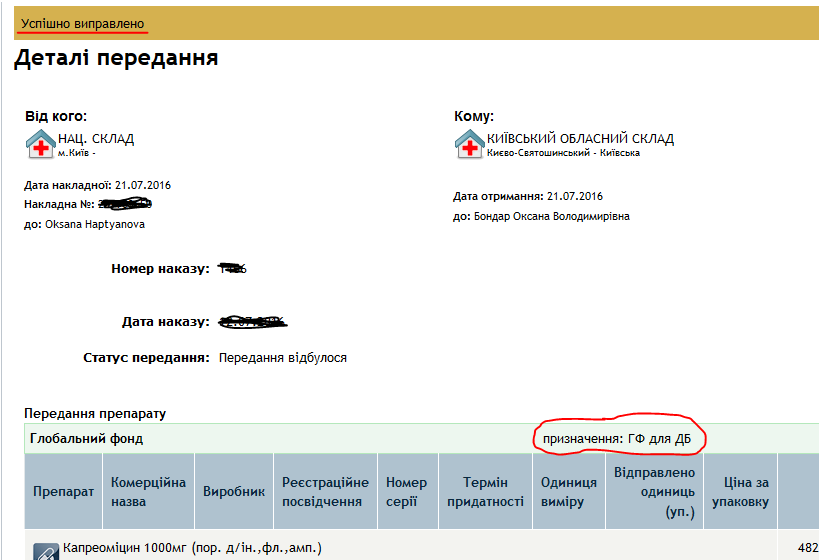 Успішно виправлено
Деталі передання
Від кого:
НАЦ. СКЛАД
м.Київ -
Дата накладної: 21.07.2016
Накладна №:
до: Oksana Haptyanova
Кому:
КИЇВСЬКИЙ ОБЛАСНИЙ СКЛАД
Києво-Святошинський - Київська
Дата отримання: 21.07.2016
до: Бондар Оксана Володимирівна
Номер наказу:
Дата наказу:
Статус передання: Передання відбулося
Передання препарату
Глобальний фонд призначення: ГФ для ДБ
Препарат
Комерційна
назва
Виробник
Реєстраційне
посвідчення
Номер
серії
Термін
придатності
Одиниця
виміру
Відправлено
одиниць
(уп.)
Ціна за
упаковку
Капреоміцин 1000мг (пор. д/ін.,фл.,амп.) 482